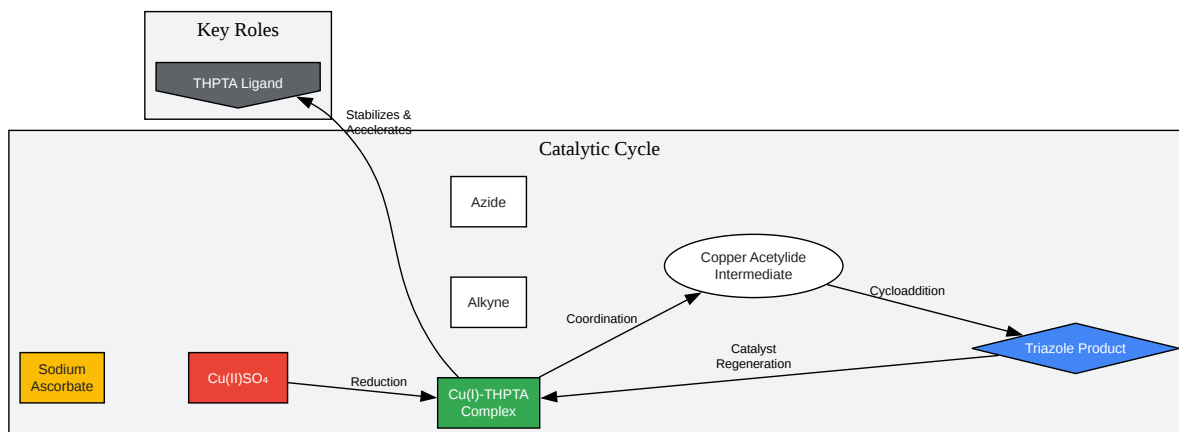 Key Roles
THPTA Ligand
Stabilizes &
Accelerates
Catalytic Cycle
Azide
Copper Acetylide
Intermediate
Alkyne
Cycloaddition
Coordination
Triazole Product
Catalyst
Regeneration
Sodium
Ascorbate
Cu(II)SO₄
Reduction
Cu(I)-THPTA
Complex